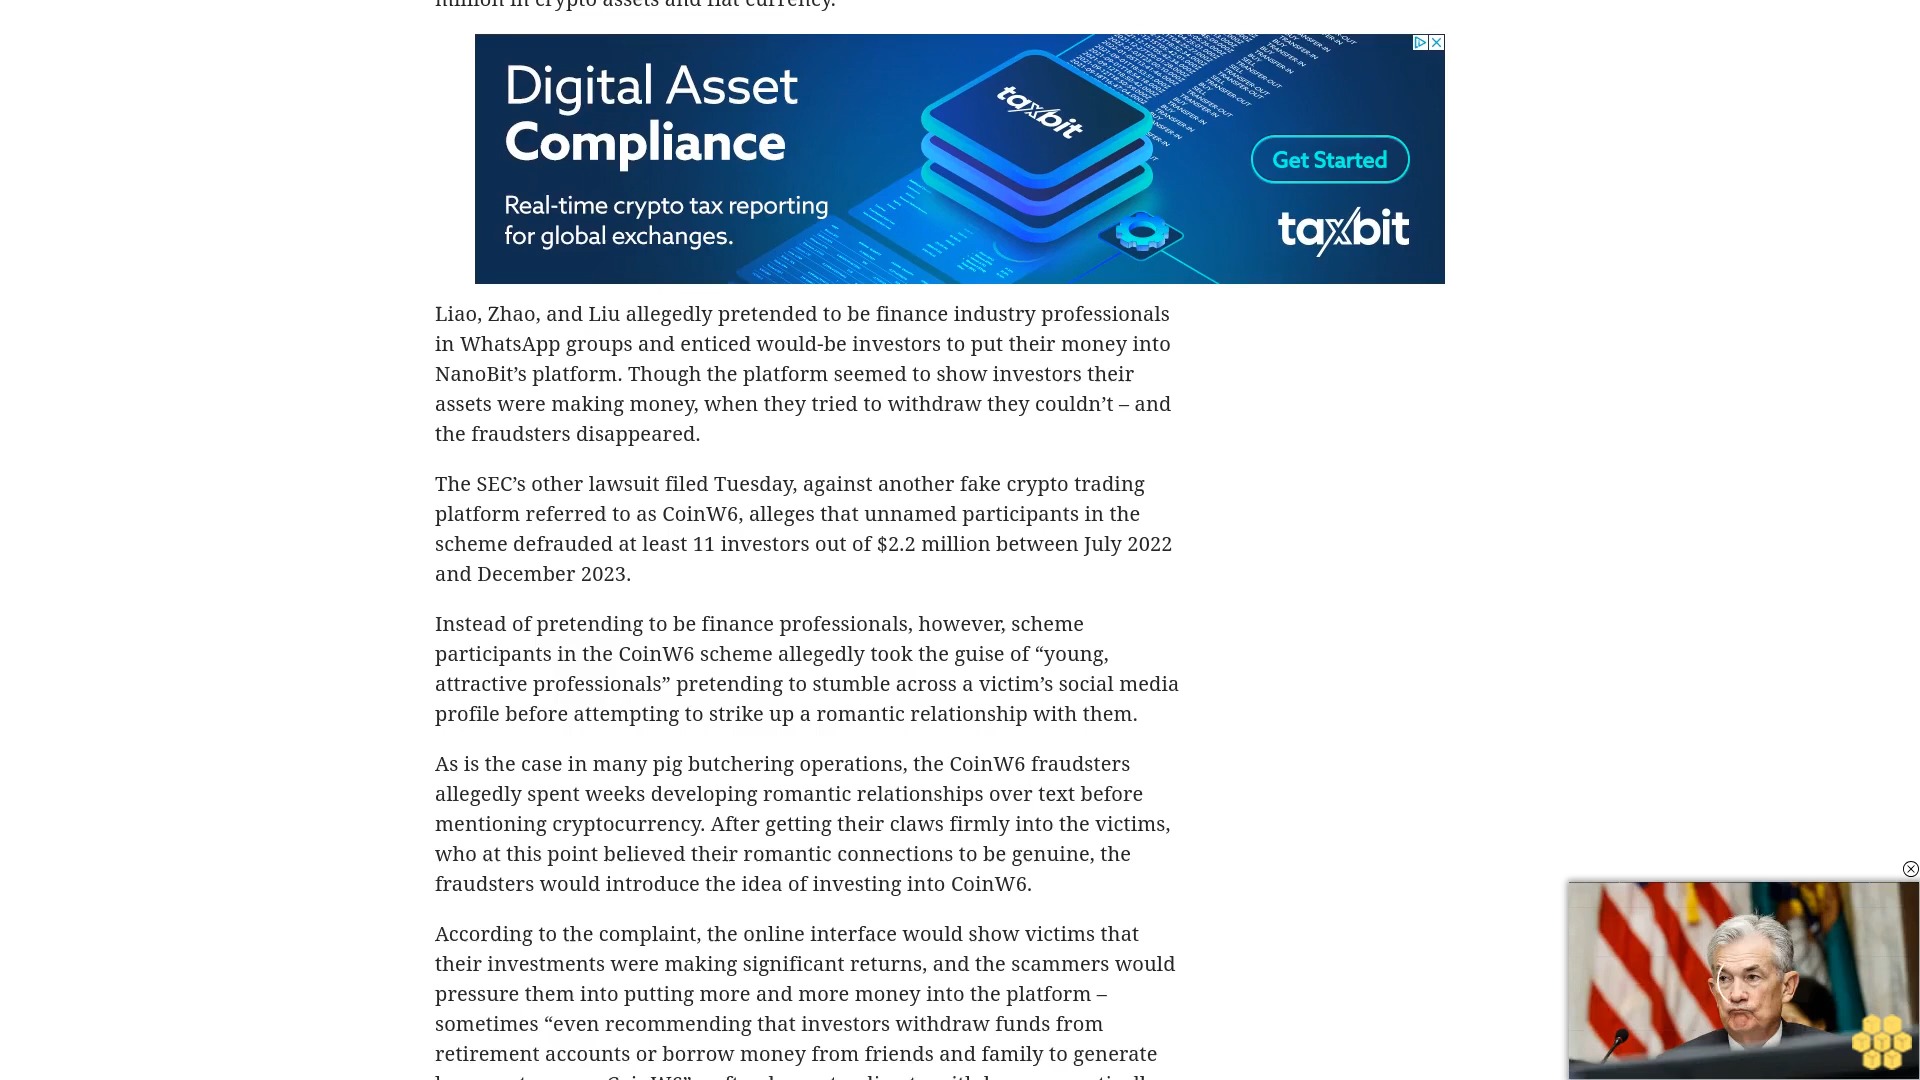 million in crypto assets and fiat currency.
Digital Asset
Compliance
Real-time crypto tax reporting
for global exchanges.
taxbit
Get Started
taxbit
Liao, Zhao, and Liu allegedly pretended to be finance industry professionals
in WhatsApp groups and enticed would-be investors to put their money into
NanoBit’s platform. Though the platform seemed to show investors their
assets were making money, when they tried to withdraw they couldn’t – and
the fraudsters disappeared.
The SEC’s other lawsuit filed Tuesday, against another fake crypto trading
platform referred to as CoinW6, alleges that unnamed participants in the
scheme defrauded at least 11 investors out of $2.2 million between July 2022
and December 2023.
Instead of pretending to be finance professionals, however, scheme
participants in the CoinW6 scheme allegedly took the guise of “young,
attractive professionals” pretending to stumble across a victim’s social media
profile before attempting to strike up a romantic relationship with them.
As is the case in many pig butchering operations, the CoinW6 fraudsters
allegedly spent weeks developing romantic relationships over text before
mentioning cryptocurrency. After getting their claws firmly into the victims,
who at this point believed their romantic connections to be genuine, the
fraudsters would introduce the idea of investing into CoinW6.
According to the complaint, the online interface would show victims that
their investments were making significant returns, and the scammers would
pressure them into putting more and more money into the platform –
sometimes “even recommending that investors withdraw funds from
retirement accounts or borrow money from friends and family to generate